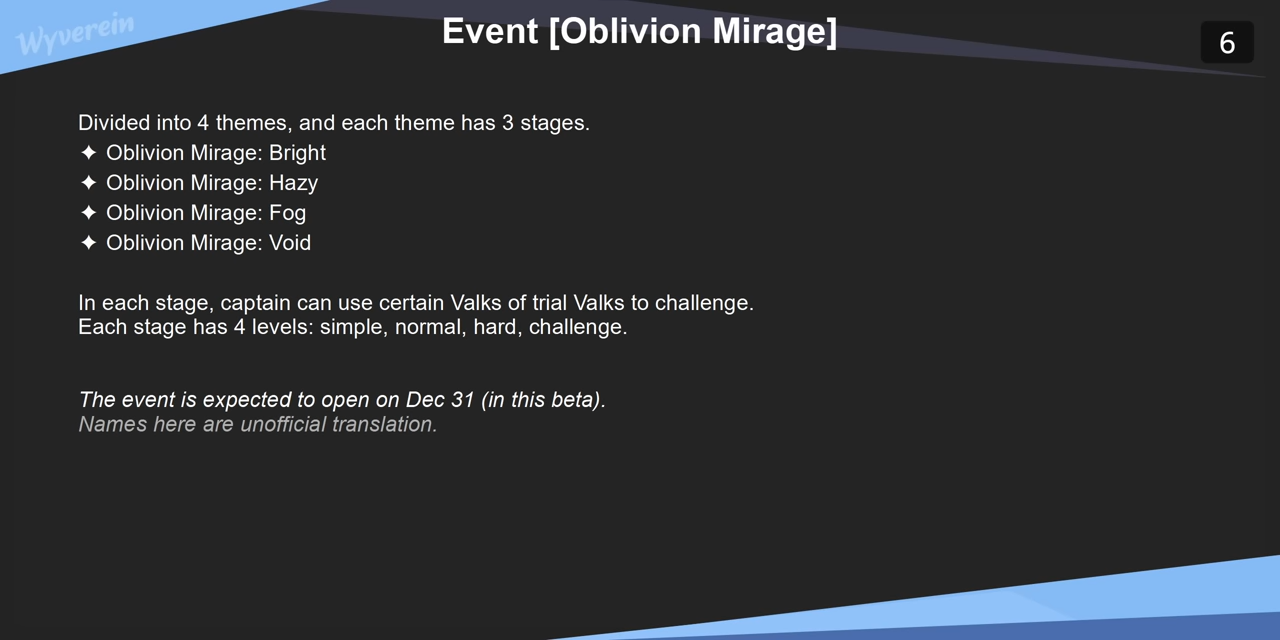 Wyverein
Event [Oblivion Mirage]
6
Divided into 4 themes, and each theme has 3 stages.
✦ Oblivion Mirage: Bright
✦ Oblivion Mirage: Hazy
✦ Oblivion Mirage: Fog
✦ Oblivion Mirage: Void
In each stage, captain can use certain Valks of trial Valks to challenge.
Each stage has 4 levels: simple, normal, hard, challenge.
The event is expected to open on Dec 31 (in this beta).
Names here are unofficial translation.